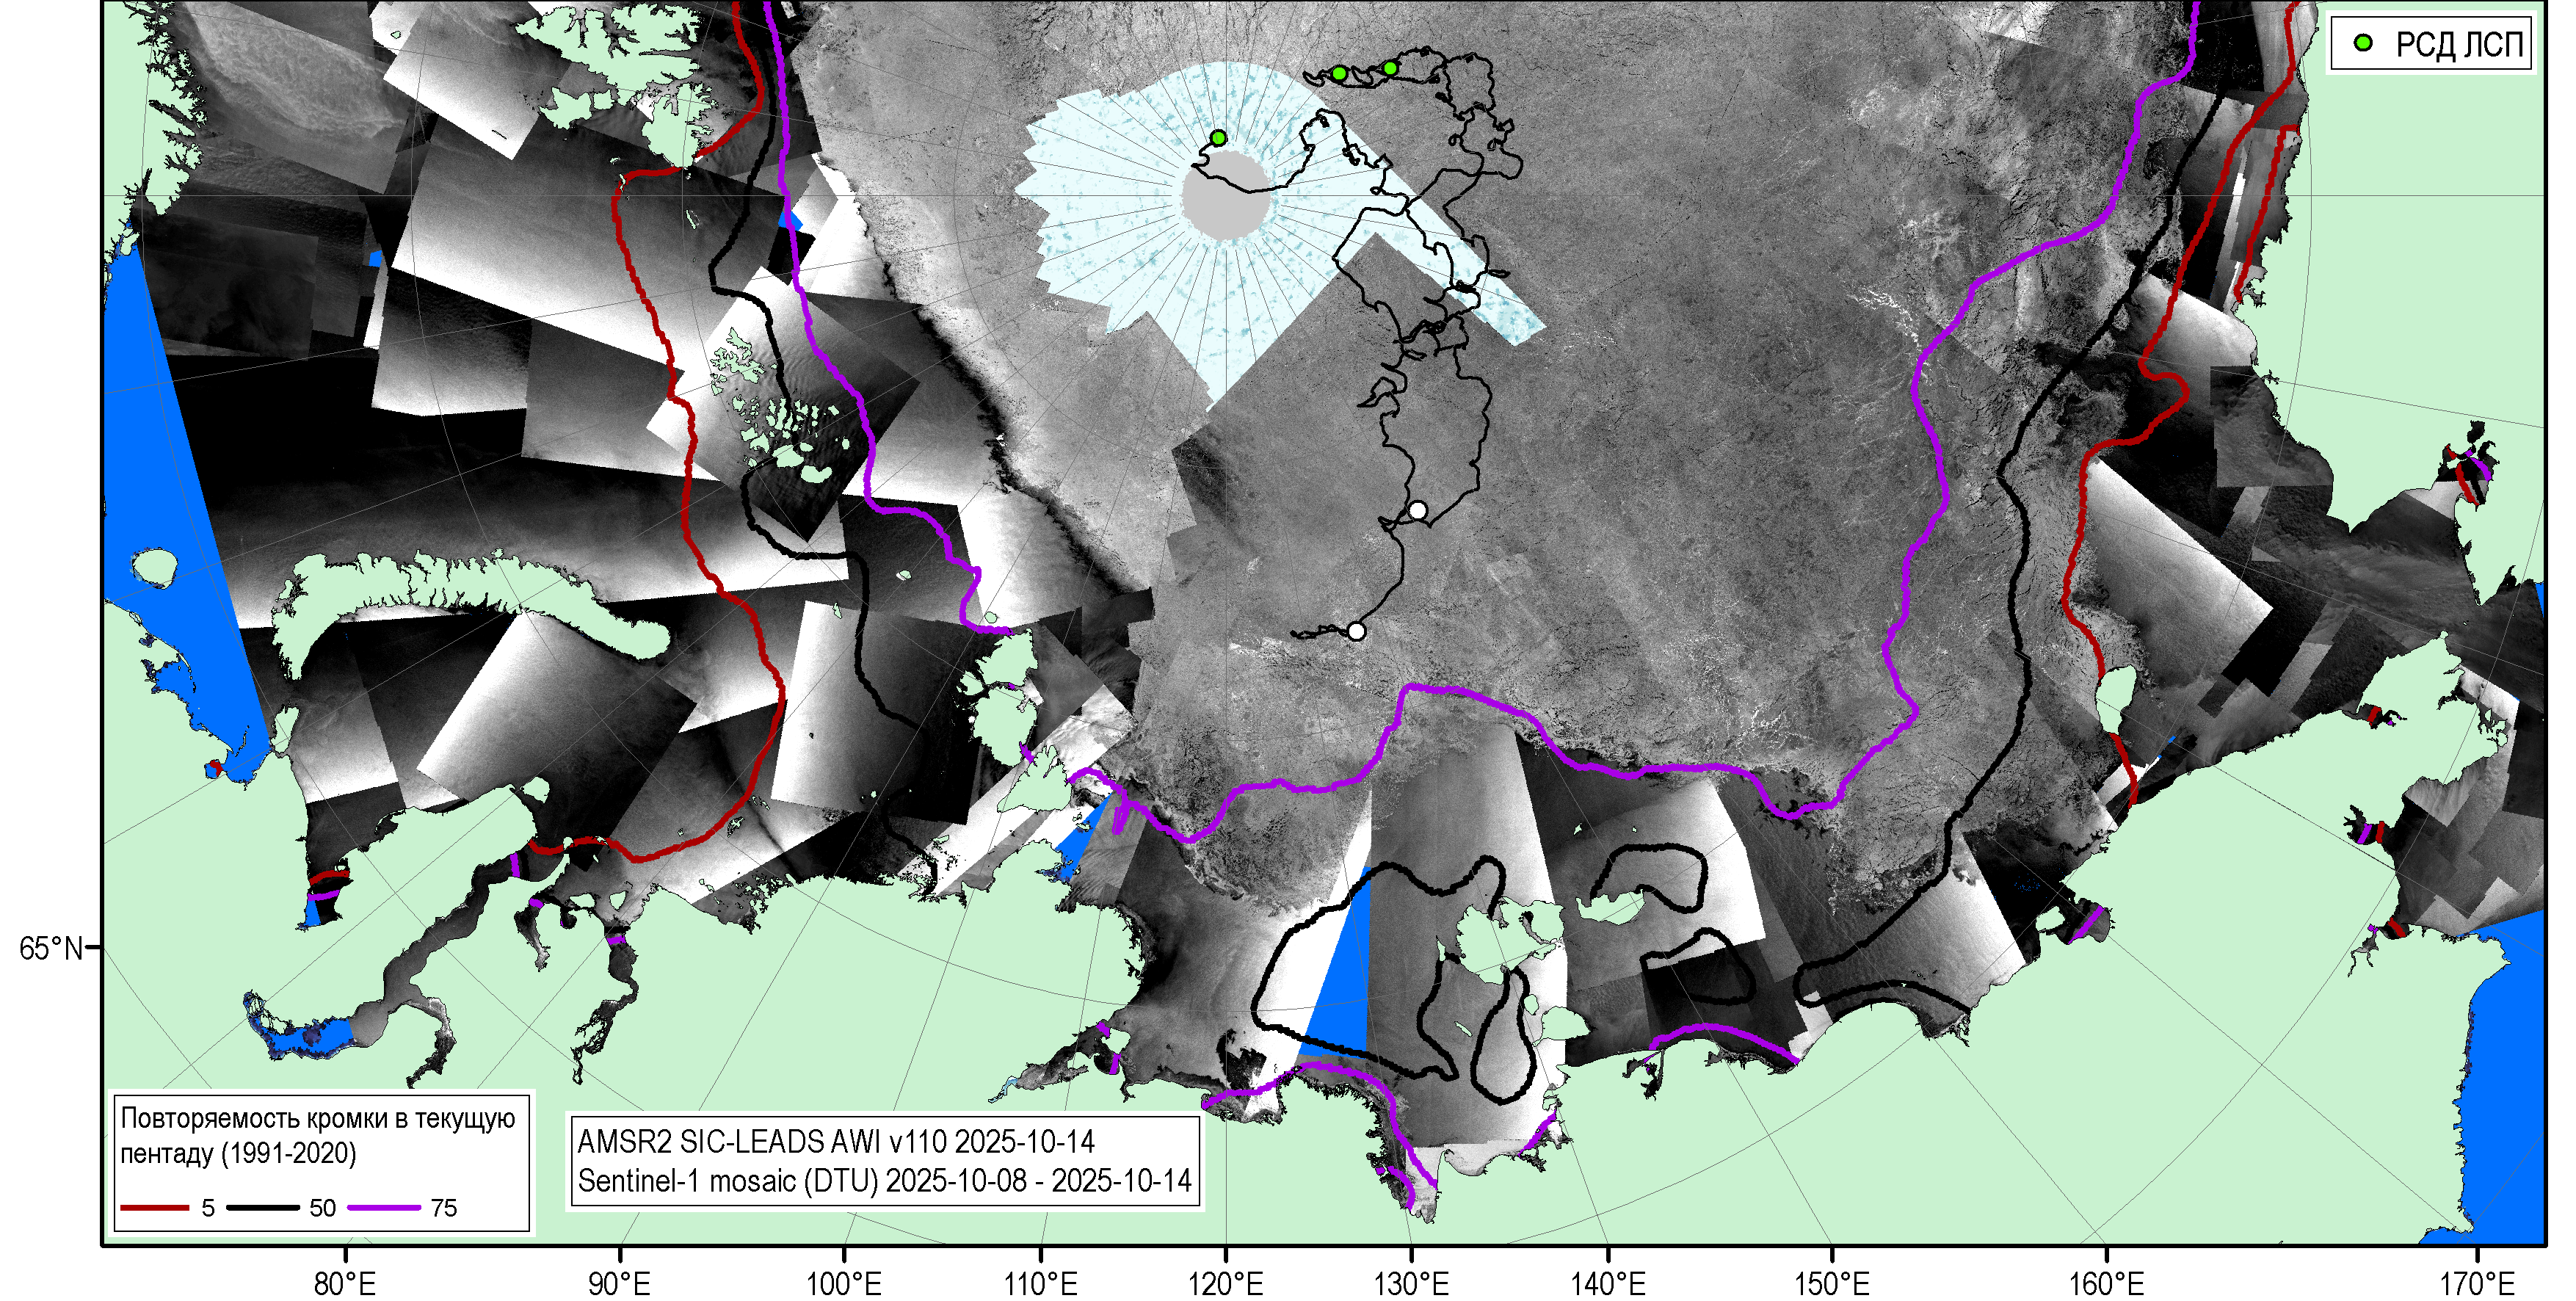 РСД ЛСП
65°N
Повторяемость кромки в текущую
пентаду (1991-2020)
5 50 75
AMSR2 SIC-LEADS AWI v110 2025-10-14
Sentinel-1 mosaic (DTU) 2025-10-08 - 2025-10-14
80°E 90°E 100°E 110°E 120°E 130°E 140°E 150°E 160°E 170°E